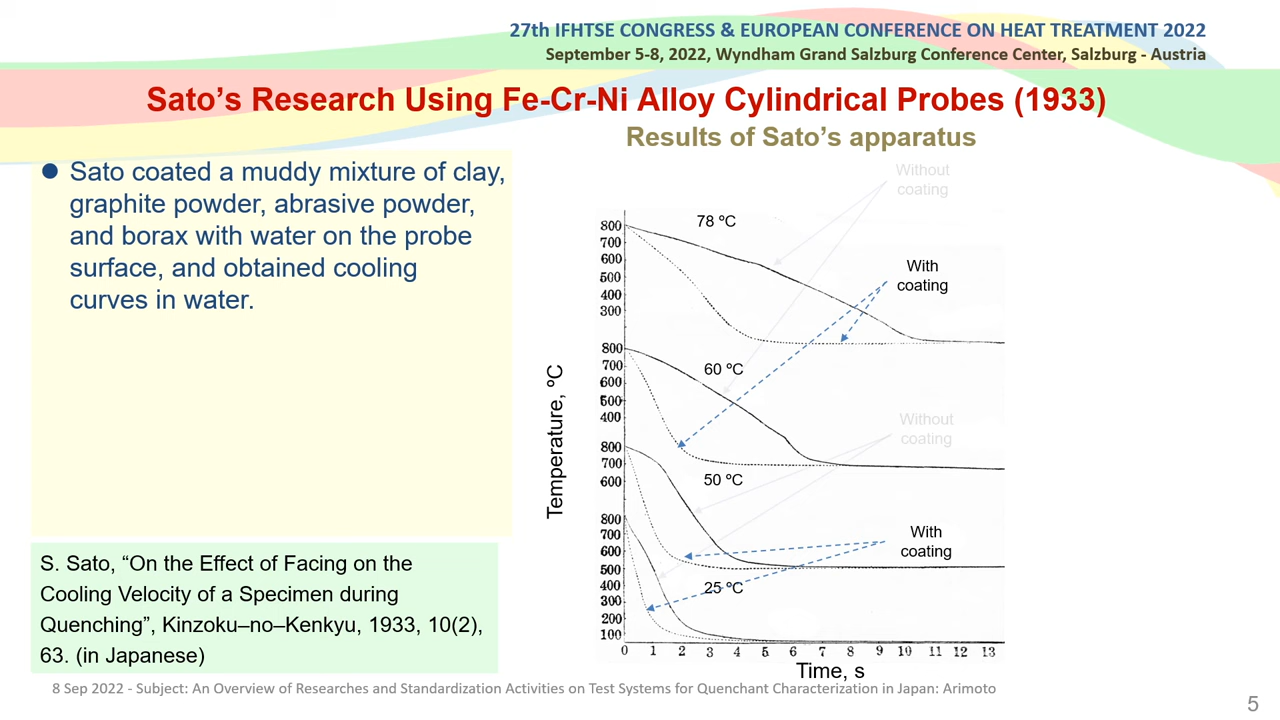 27th IFHTSE CONGRESS & EUROPEAN CONFERENCE ON HEAT TREATMENT 2022
September 5-8, 2022, Wyndham Grand Salzburg Conference Center, Salzburg - Austria
Sato’s Research Using Fe-Cr-Ni Alloy Cylindrical Probes (1933)
Results of Sato’s apparatus
● Sato coated a muddy mixture of clay,
graphite powder, abrasive powder,
and borax with water on the probe
surface, and obtained cooling
curves in water.
Without
coating
78 ºC
800
700
600
500
400
300
With
coating
800
700
600
500
400
60 ºC
Without
coating
800
700
600
50 ºC
With
coating
800
700
600
500
400
300
200
100
25 ºC
0 1 2 3 4 5 6 7 8 9 10 11 12 13
Temperature, ºC
Time, s
S. Sato, “On the Effect of Facing on the
Cooling Velocity of a Specimen during
Quenching”, Kinzoku–no–Kenkyu, 1933, 10(2),
63. (in Japanese)
8 Sep 2022 - Subject: An Overview of Researches and Standardization Activities on Test Systems for Quenchant Characterization in Japan: Arimoto
5